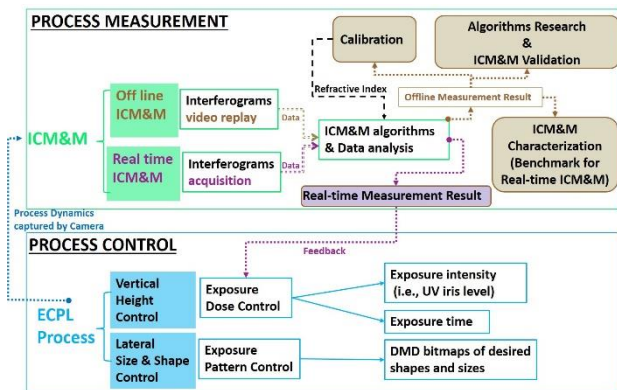 PROCESS MEASUREMENT
Calibration
Algorithms Research
&
ICM&M Validation
Refractive Index
Off line
ICM&M
Interferograms
video replay
Data
Offline Measurement Result
ICM&M
ICM&M algorithms
& Data analysis
ICM&M
Characterization
(Benchmark for
Real-time ICM&M)
Real time
ICM&M
Interferograms
acquisition
Data
Real-time Measurement Result
Process Dynamics
captured by Camera
PROCESS CONTROL
Feedback
ECPL
Process
Vertical
Height
Control
Exposure
Dose Control
Exposure intensity
(i.e., UV iris level)
Exposure time
Lateral
Size & Shape
Control
Exposure
Pattern Control
DMD bitmaps of desired
shapes and sizes